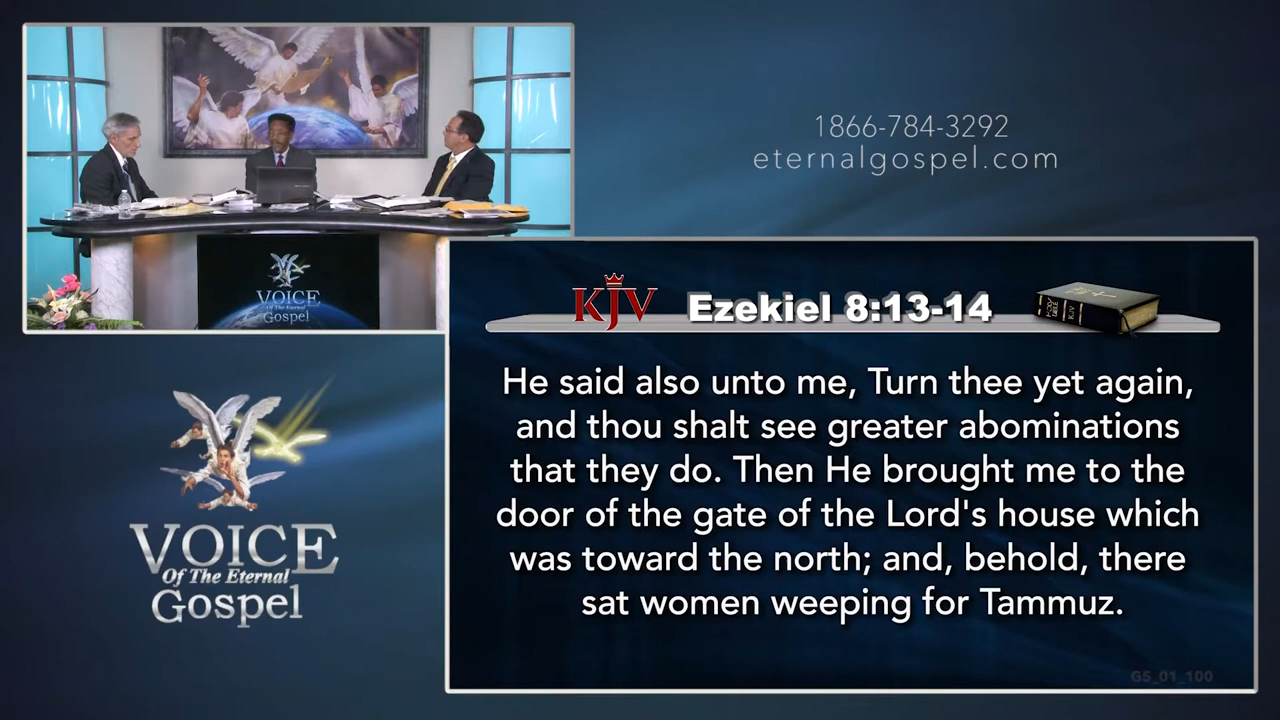 1866-784-3292
eternalgospel.com
VOICE
Of The Eternal
Gospel
KJV Ezekiel 8:13-14
KJV
He said also unto me, Turn thee yet again,
and thou shalt see greater abominations
that they do. Then He brought me to the
door of the gate of the Lord's house which
was toward the north; and, behold, there
sat women weeping for Tammuz.
VOICE
Of The Eternal
Gospel
G5_01_100